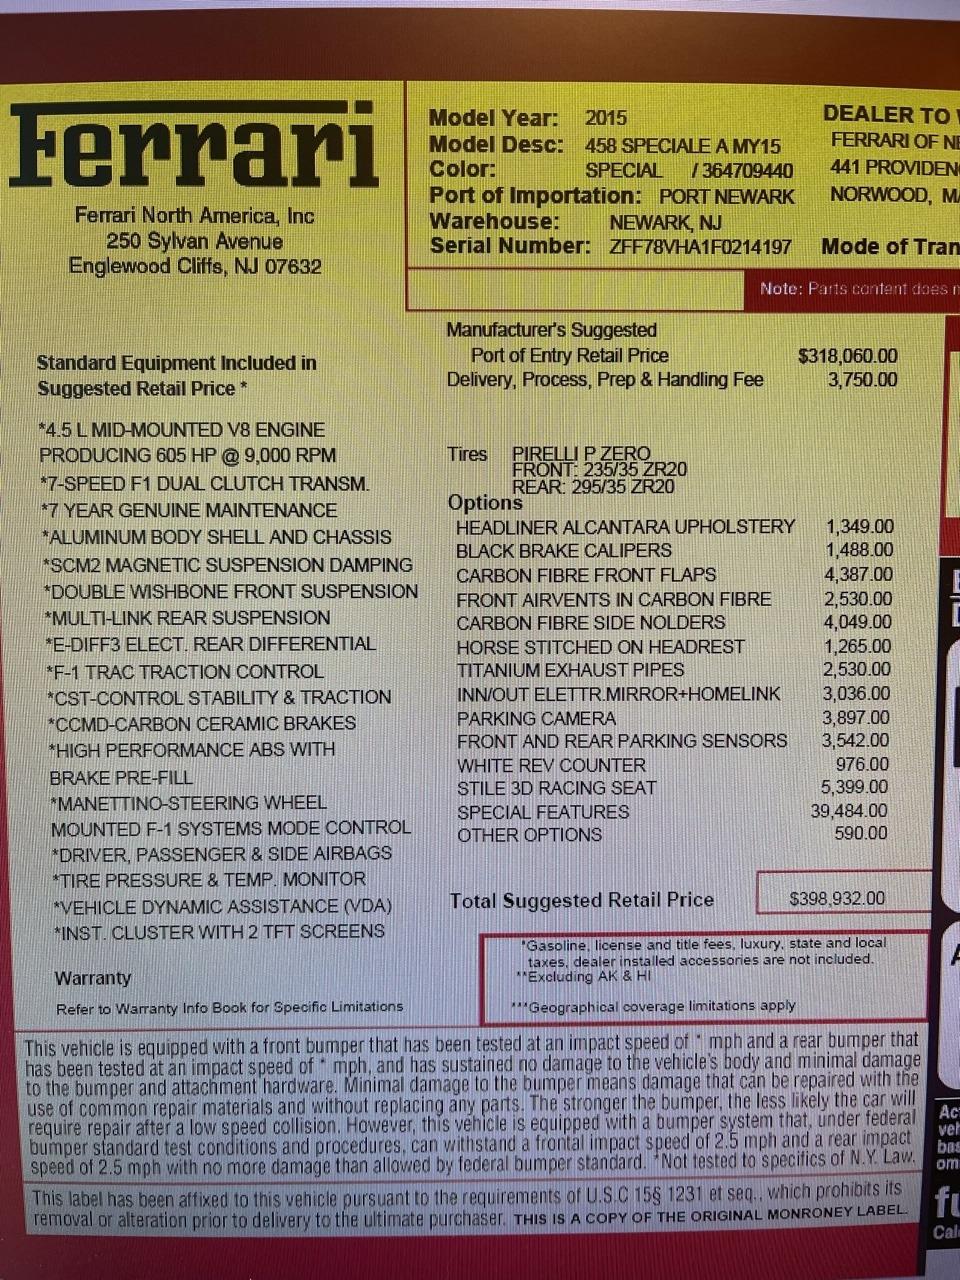 Ferrari
Ferrari North America, Inc
250 Sylvan Avenue
Englewood Cliffs, NJ 07632
Model Year: 2015
Model Desc: 458 SPECIALE A MY15
Color: SPECIAL / 364709440
Port of Importation: PORT NEWARK
Warehouse: NEWARK, NJ
Serial Number: ZFF78VHA1F0214197
DEALER TO
FERRARI OF
441
NORWOOD,
Mode of
Note: Parts content does
Standard Equipment Included in
Suggested Retail Price *
*4.5 L MID-MOUNTED V8 ENGINE
PRODUCING 605 HP @ 9,000 RPM
*7-SPEED F1 DUAL CLUTCH TRANSM.
*7 YEAR GENUINE MAINTENANCE
*ALUMINUM BODY SHELL AND CHASSIS
*SCM2 MAGNETIC SUSPENSION DAMPING
*DOUBLE WISHBONE FRONT SUSPENSION
*MULTI-LINK REAR SUSPENSION
*E-DIFF3 ELECT. REAR DIFFERENTIAL
*F-1 TRAC TRACTION CONTROL
*CST-CONTROL STABILITY & TRACTION
*CCMD-CARBON CERAMIC BRAKES
*HIGH PERFORMANCE ABS WITH
BRAKE PRE-FILL
*MANETTINO-STEERING WHEEL
MOUNTED F-1 SYSTEMS MODE CONTROL
*DRIVER, PASSENGER & SIDE AIRBAGS
*TIRE PRESSURE & TEMP. MONITOR
*VEHICLE DYNAMIC ASSISTANCE (VDA)
*INST. CLUSTER WITH 2 TFT SCREENS
Warranty
Refer to Warranty Info Book for Specific Limitations
Manufacturer's Suggested
Port of Entry Retail Price $318,060.00
Delivery, Process, Prep & Handling Fee 3,750.00
Tires PIRELLI P ZERO
FRONT: 235/35 ZR20
REAR: 295/35 ZR20
Options
HEADLINER ALCANTARA UPHOLSTERY 1,349.00
BLACK BRAKE CALIPERS 1,488.00
CARBON FIBRE FRONT FLAPS 4,387.00
FRONT AIRVENTS IN CARBON FIBRE 2,530.00
CARBON FIBRE SIDE NOLDERS 4,049.00
HORSE STITCHED ON HEADREST 1,265.00
TITANIUM EXHAUST PIPES 2,530.00
INN/OUT ELETTR.MIRROR+HOMELINK 3,036.00
PARKING CAMERA 3,897.00
FRONT AND REAR PARKING SENSORS 3,542.00
WHITE REV COUNTER 976.00
STILE 3D RACING SEAT 5,399.00
SPECIAL FEATURES 39,484.00
OTHER OPTIONS 590.00
Total Suggested Retail Price $398,932.00
*Gasoline, license and title fees, luxury, state and local
taxes, dealer installed accessories are not included.
**Excluding AK & HI
***Geographical coverage limitations apply
This vehicle is equipped with a front bumper that has been tested at an impact speed of * mph and a rear bumper that
has been tested at an impact speed of * mph, and has sustained no damage to the vehicle's body and minimal damage
to the bumper and attachment hardware. Minimal damage to the bumper means damage that can be repaired with the
use of common repair materials and without replacing any parts. The stronger the bumper, the less likely the car will
require repair after a low speed collision. However, this vehicle is equipped with a bumper system that, under federal
bumper standard test conditions and procedures, can withstand a frontal impact speed of 2.5 mph and a rear impact
speed of 2.5 mph with no more damage than allowed by federal bumper standard. *Not tested to specifics of N.Y. Law.
This label has been affixed to this vehicle pursuant to the requirements of U.S.C 15§ 1231 et seq., which prohibits its
removal or alteration prior to delivery to the ultimate purchaser. THIS IS A COPY OF THE ORIGINAL MONRONEY LABEL.